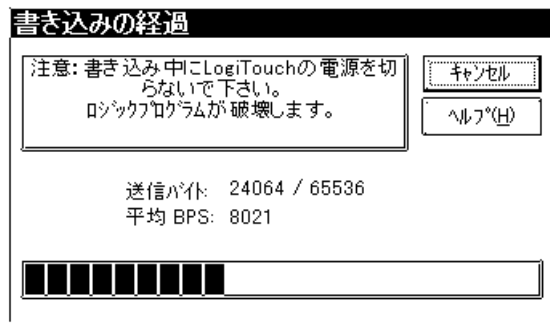 書き込みの経過
注意: 書き込み中にLogiTouchの電源を切
らないで下さい。
ﾛｼﾞｯｸﾌﾟﾛｸﾞﾗﾑが破壊します。
ｷｬﾝｾﾙ
ﾍﾙﾌﾟ(H)
送信ﾊﾞｲﾄ: 24064 / 65536
平均 BPS: 8021